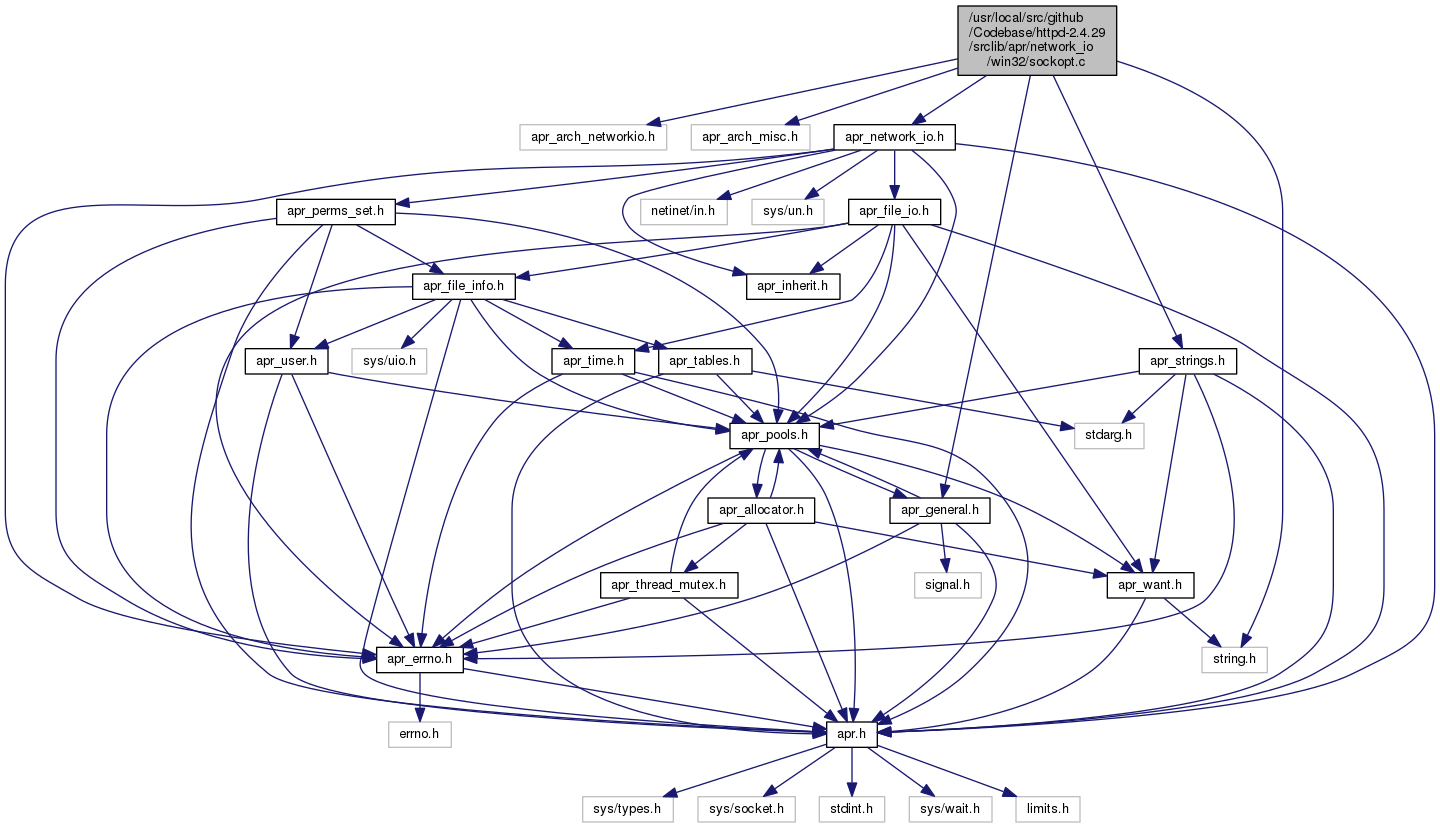 /usr/local/src/github
/Codebase/httpd-2.4.29
/srclib/apr/network_io
/win32/sockopt.c
apr_arch_networkio.h
apr_arch_misc.h
apr_network_io.h
apr_perms_set.h
netinet/in.h
sys/un.h
apr_file_io.h
apr_file_info.h
apr_inherit.h
apr_user.h
sys/uio.h
apr_time.h
apr_tables.h
apr_strings.h
apr_pools.h
stdarg.h
apr_allocator.h
apr_general.h
apr_thread_mutex.h
signal.h
apr_want.h
apr_errno.h
string.h
errno.h
apr.h
sys/types.h
sys/socket.h
stdint.h
sys/wait.h
limits.h